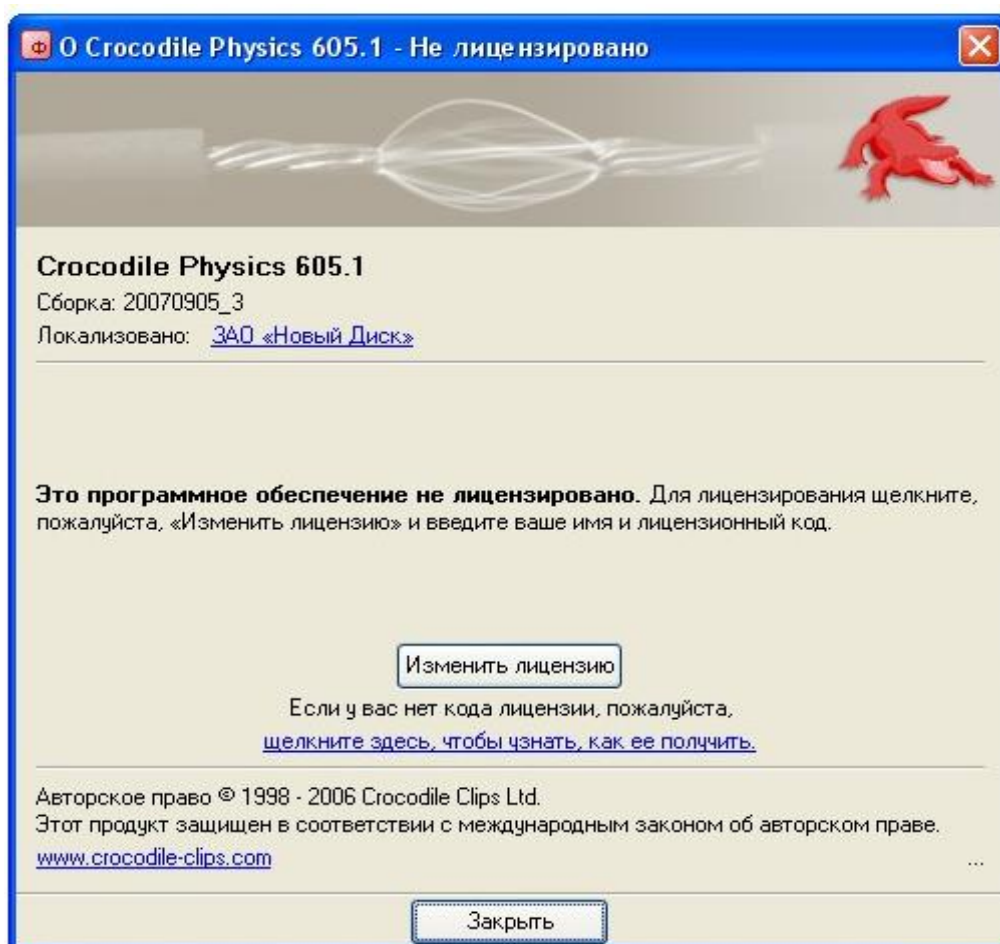 Ф О Crocodile Physics 605.1 - Не лицензировано
Crocodile Physics 605.1
Сборка: 20070905_3
Локализовано: ЗАО «Новый Диск»
Это программное обеспечение не лицензировано. Для лицензирования щелкните,
пожалуйста, «Изменить лицензию» и введите ваше имя и лицензионный код.
Изменить лицензию
Если у вас нет кода лицензии, пожалуйста,
щелкните здесь, чтобы узнать, как ее получить.
Авторское право © 1998 - 2006 Crocodile Clips Ltd.
Этот продукт защищен в соответствии с международным законом об авторском праве.
www.crocodile-clips.com ...
Закрыть